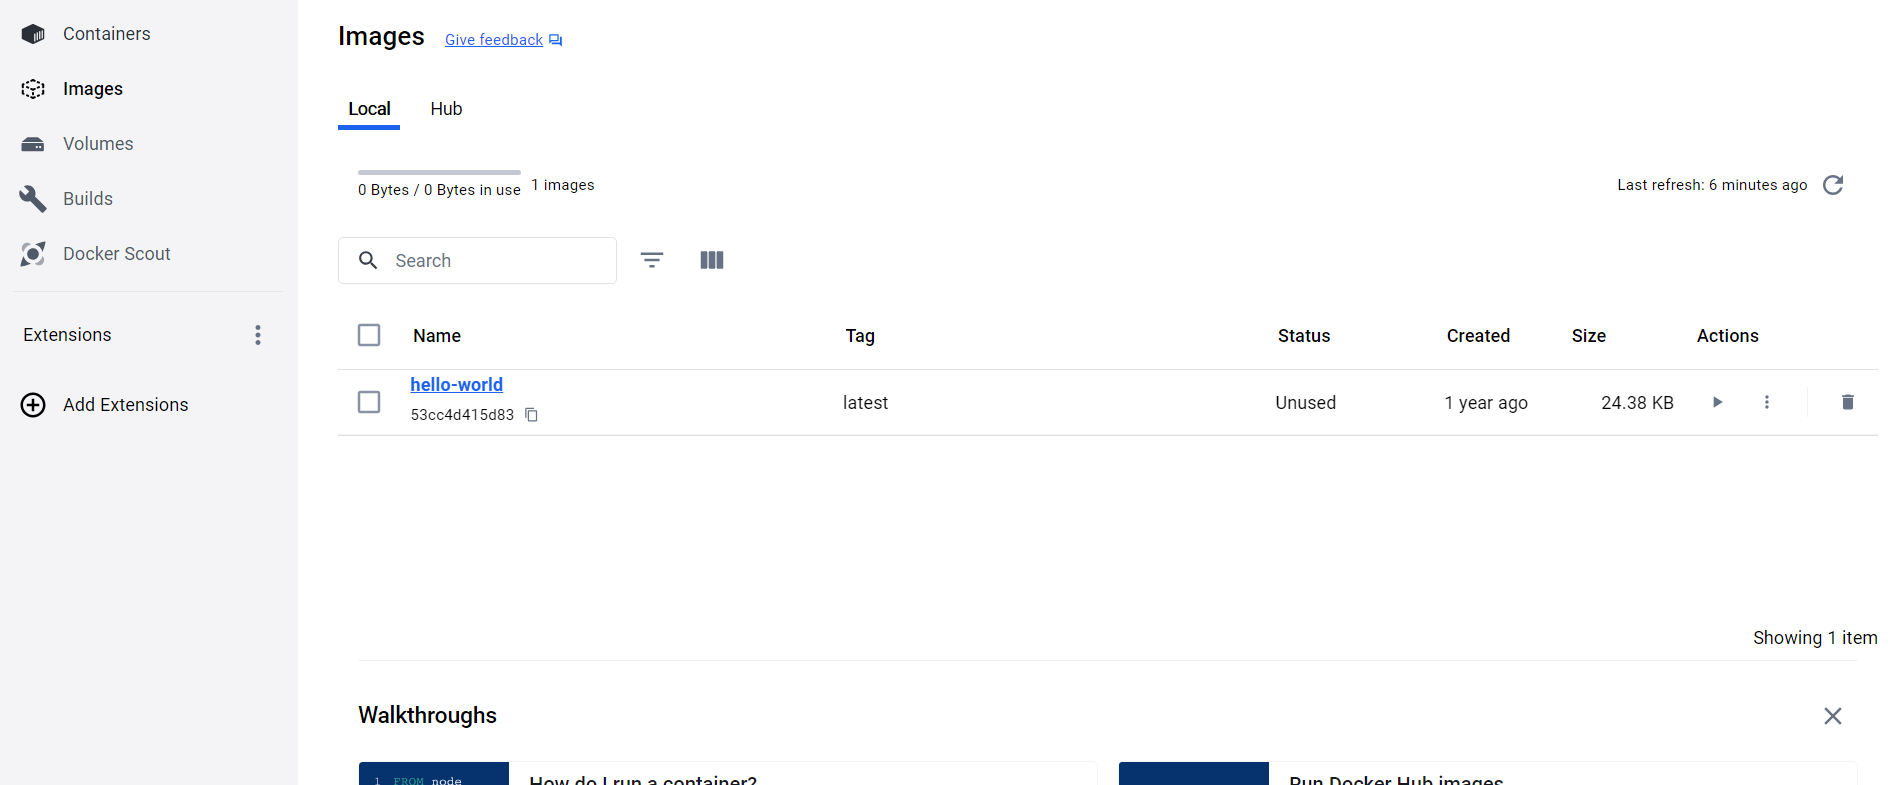 Containers
Images
Volumes
Builds
Docker Scout
Extensions
Add Extensions
Images Give feedback
Local Hub
0 Bytes / 0 Bytes in use 1 images
Last refresh: 6 minutes ago
Search
Name Tag Status Created Size Actions
hello-world
53cc4d415d83
latest Unused 1 year ago 24.38 KB
Showing 1 item
Walkthroughs
1 FROM node
How do I run a container?
Run Docker Hub images